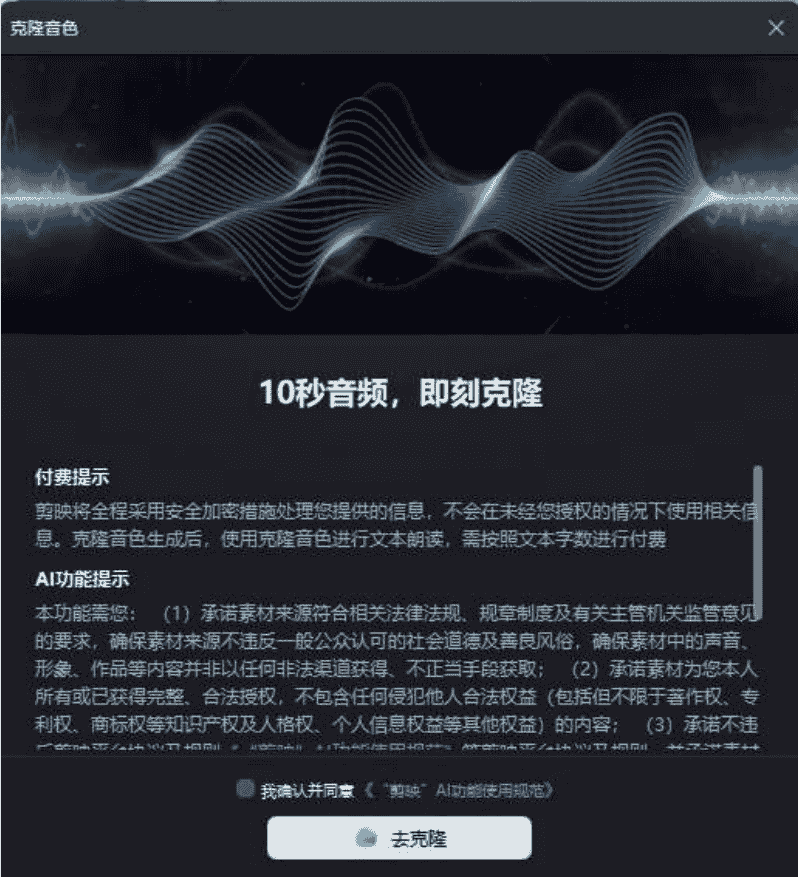 克隆音色
10秒音频，即刻克隆
付费提示
剪映将全程采用安全加密措施处理您提供的信息，不会在未经您授权的情况下使用相关信
息。克隆音色生成后，使用克隆音色进行文本朗读，需按照文本字数进行付费
AI功能提示
本功能需您： （1）承诺素材来源符合相关法律法规、规章制度及有关主管机关监管意见
的要求，确保素材来源不违反一般公众认可的社会道德及善良风俗，确保素材中的声音、
形象、作品等内容并非以任何非法渠道获得、不正当手段获取； （2）承诺素材为您本人
所有或已获得完整、合法授权，不包含任何侵犯他人合法权益（包括但不限于著作权、专
利权、商标权等知识产权及人格权、个人信息权益等其他权益）的内容； （3）承诺不违
我确认并同意《“剪映”AI功能使用规范》
去克隆